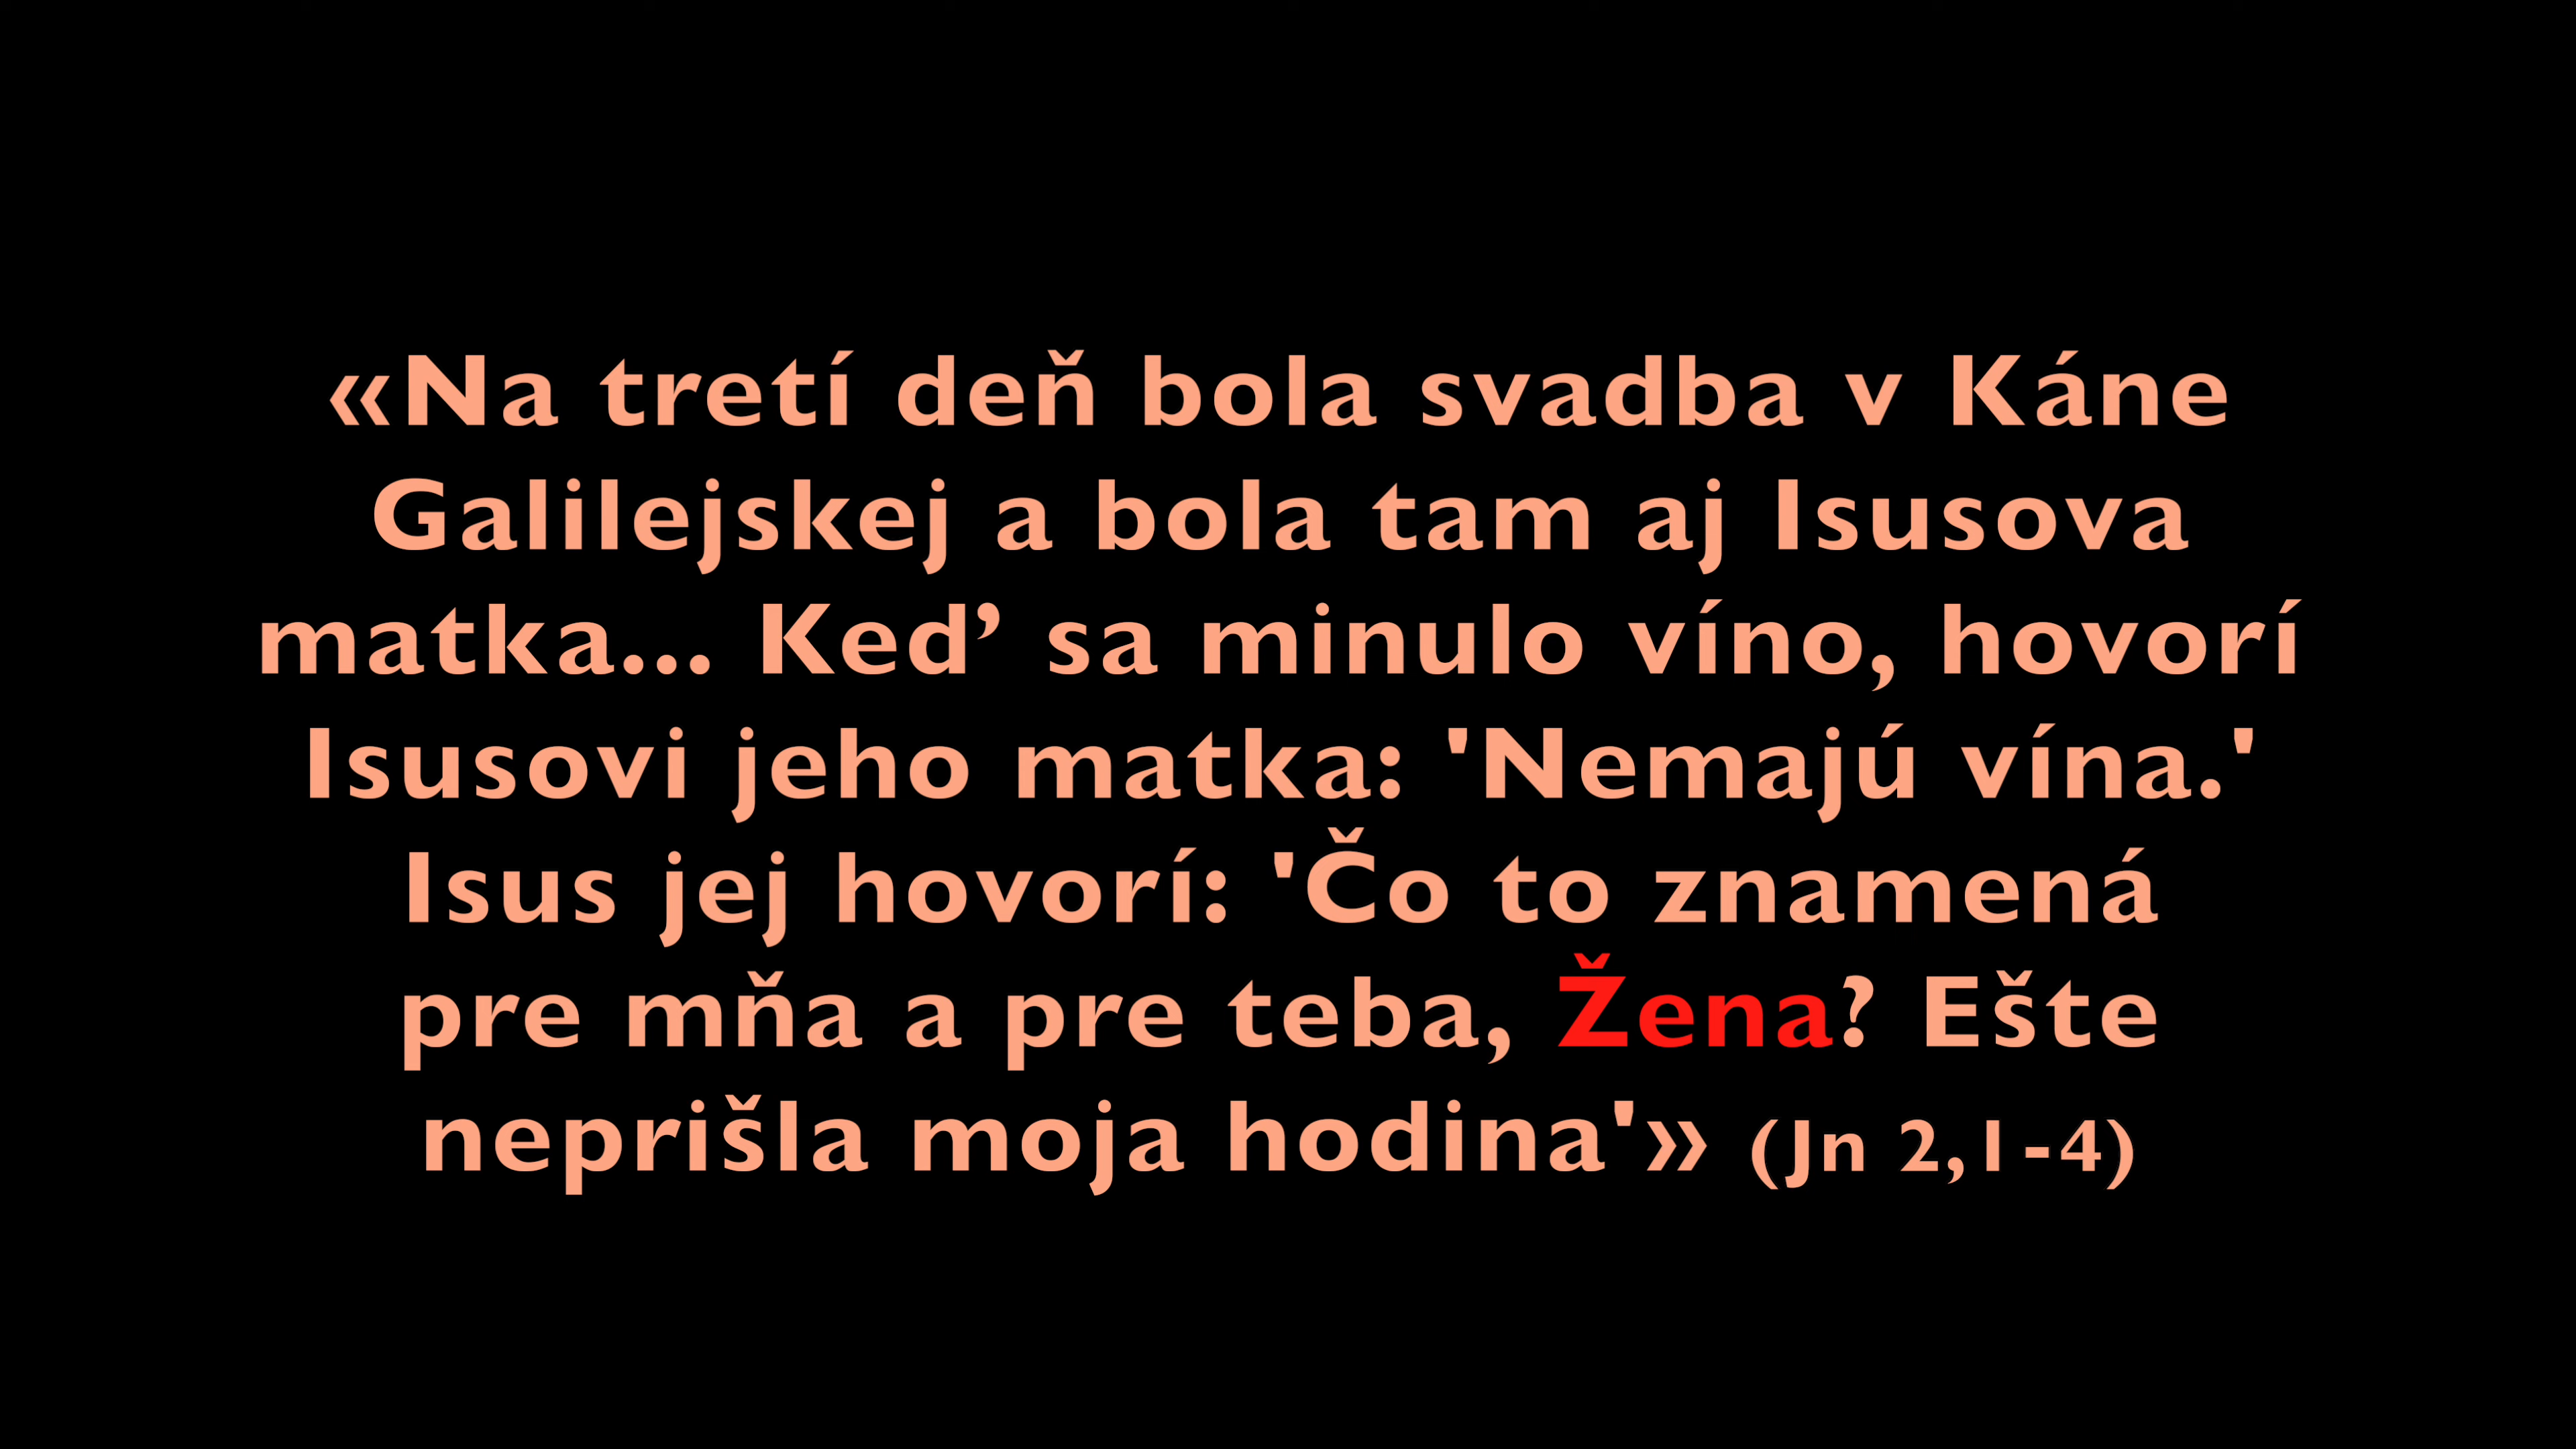 «Na tretí deň bola svadba v Káne
Galilejskej a bola tam aj Isusova
matka... Keď sa minulo víno, hovorí
Isusovi jeho matka: 'Nemajú vína.'
Isus jej hovorí: 'Čo to znamená
pre mňa a pre teba, Žena? Ešte
neprišla moja hodina'» (Jn 2,1-4)